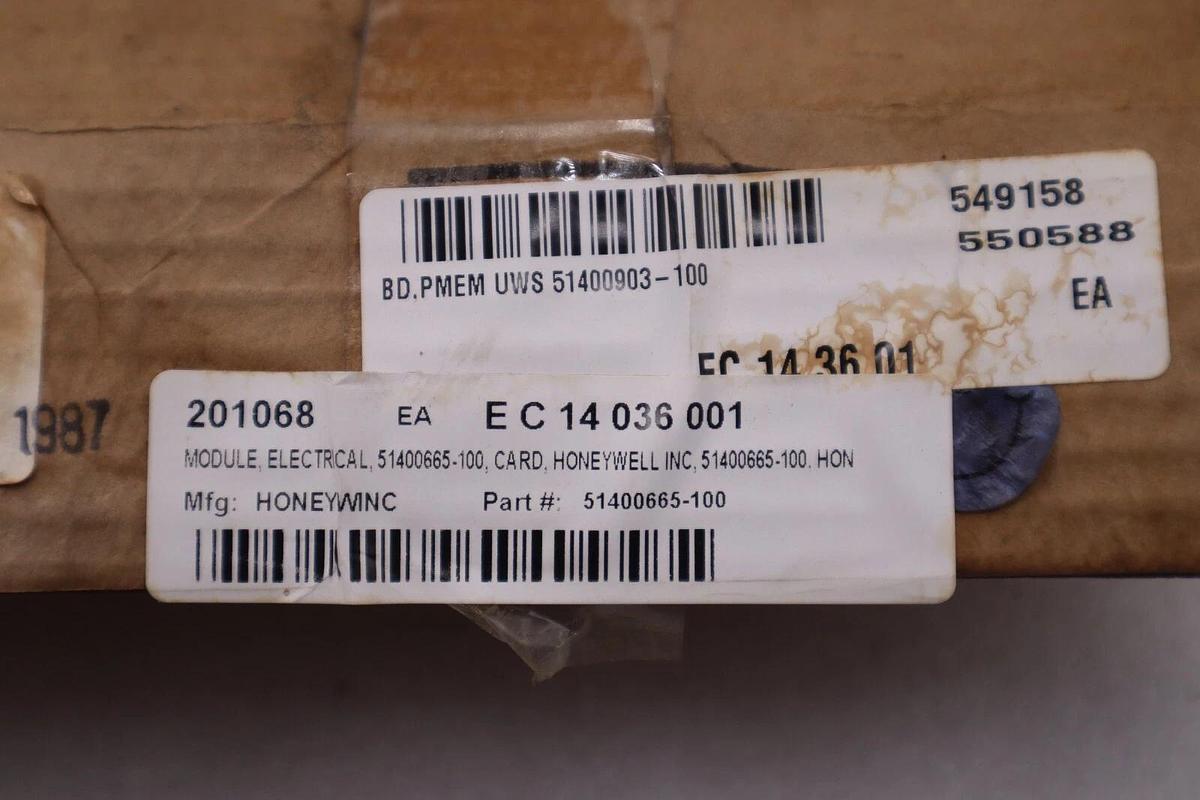 549158
550588
BD.PMEM UWS 51400903-100
EA
EC 14 36 01
1987
201068 EA E C 14 036 001
MODULE, ELECTRICAL, 51400665-100, CARD, HONEYWELL INC, 51400665-100. HON
Mfg: HONEYWINC Part #: 51400665-100